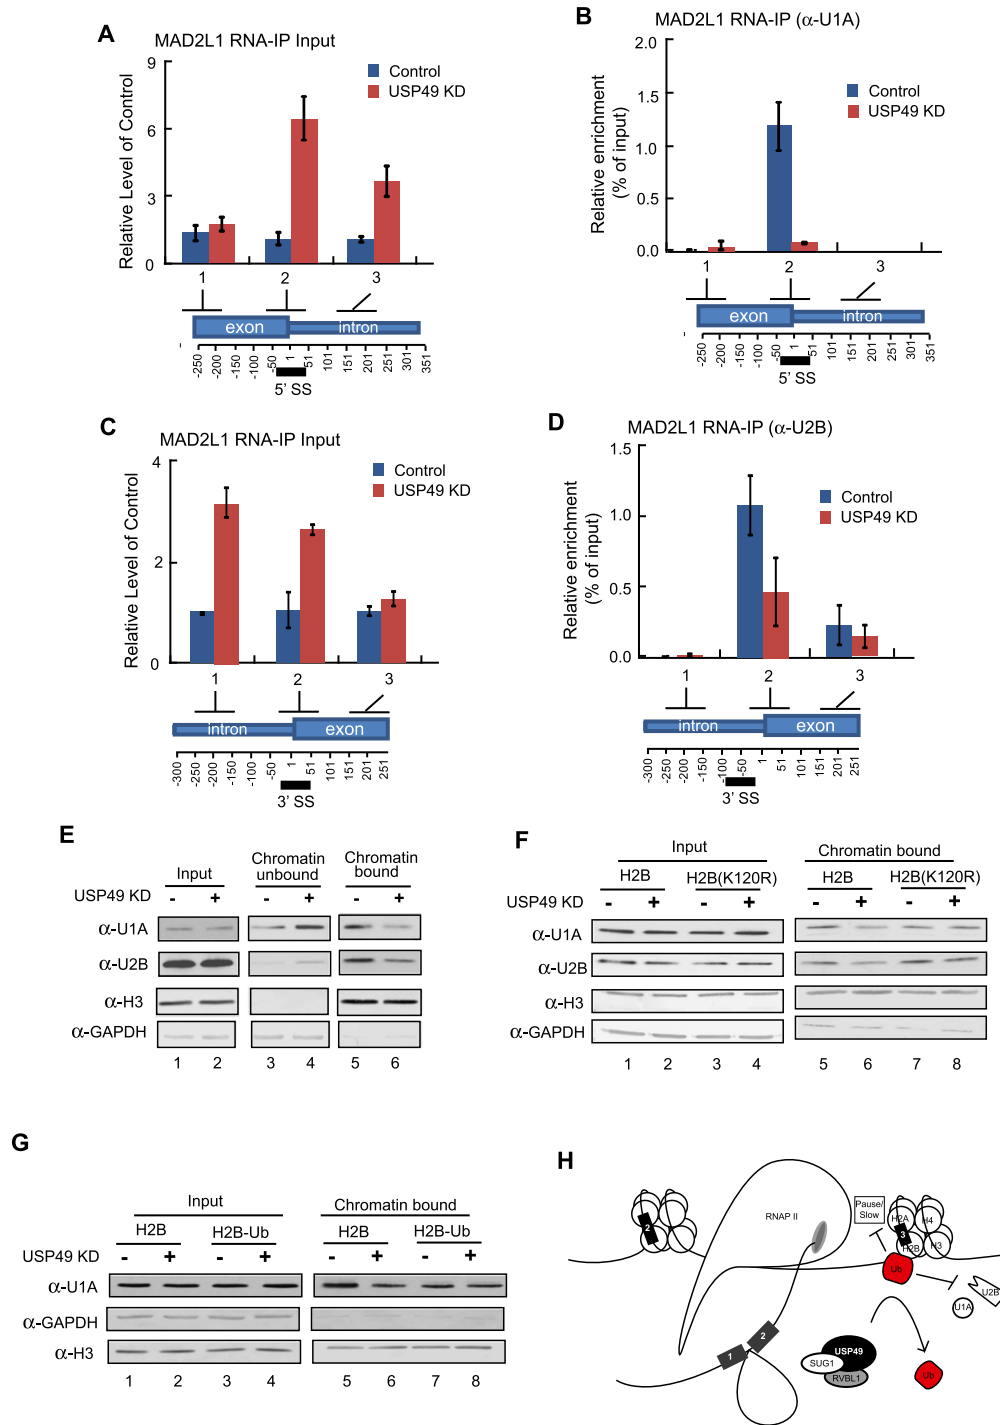 A
MAD2L1 RNA-IP Input
Relative Level of Control
9
6
3
0
Control
USP49 KD
1 2 3
exon intron
-250 -200 -150 -100 -50 1 51 101 151 201 251 301 351
5' SS
B
MAD2L1 RNA-IP (α-U1A)
Relative enrichment
(% of input)
2.0
1.5
1.0
0.5
0.0
Control
USP49 KD
1 2 3
exon intron
-250 -200 -150 -100 -50 1 51 101 151 201 251 301 351
5' SS
C
MAD2L1 RNA-IP Input
Relative Level of Control
4
2
0
Control
USP49 KD
1 2 3
intron exon
-300 -250 -200 -150 -100 -50 1 51 101 151 201 251
3' SS
D
MAD2L1 RNA-IP (α-U2B)
Relative enrichment
(% of input)
1.5
1.0
0.5
0.0
Control
USP49 KD
1 2 3
intron exon
-300 -250 -200 -150 -100 -50 1 51 101 151 201 251
3' SS
E
Input Chromatin unbound Chromatin bound
USP49 KD - + - + - +
α-U1A
α-U2B
α-H3
α-GAPDH
1 2 3 4 5 6
F
Input Chromatin bound
H2B H2B(K120R) H2B H2B(K120R)
USP49 KD - + - + - + - +
α-U1A
α-U2B
α-H3
α-GAPDH
1 2 3 4 5 6 7 8
G
Input Chromatin bound
H2B H2B-Ub H2B H2B-Ub
USP49 KD - + - + - + - +
α-U1A
α-GAPDH
α-H3
1 2 3 4 5 6 7 8
H
2
RNAP II
Pause/
Slow
H2A H4
3
H2B H3
Ub
U2B
U1A
1 2
USP49
SUG1
RVBL1
Ub